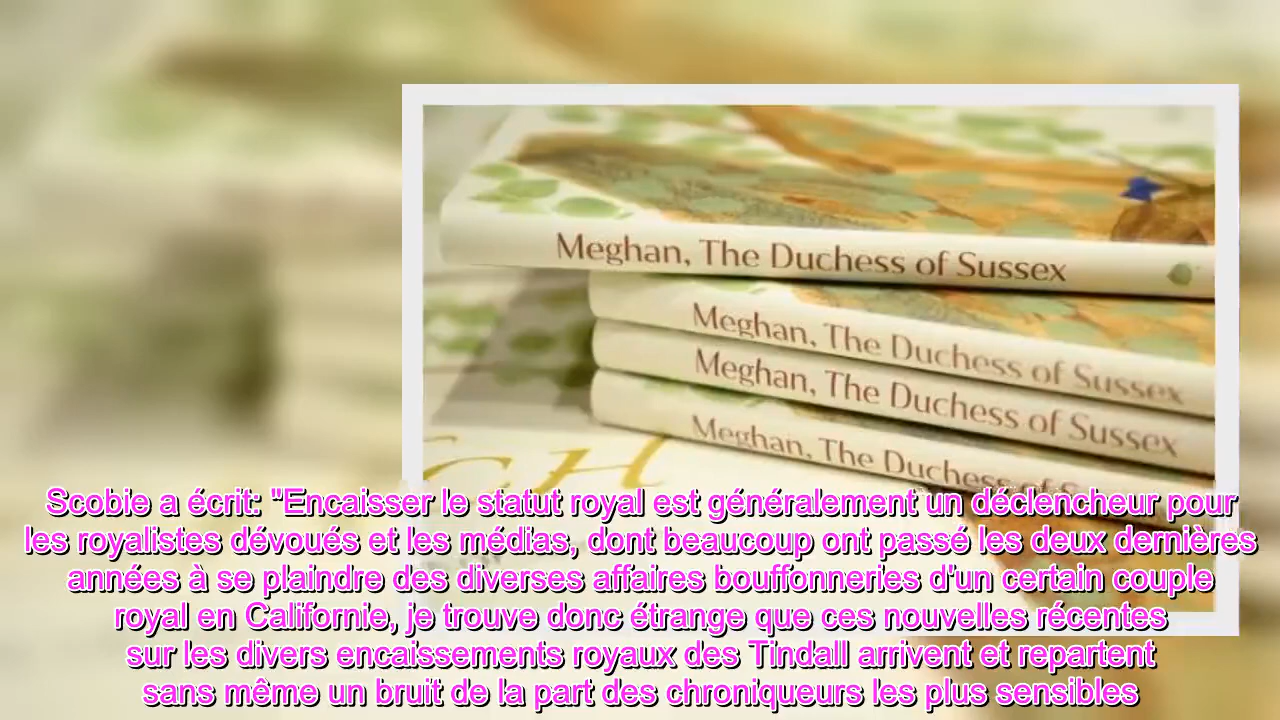 Meghan, The Duchess of Sussex
Meghan, The Duchess of Sussex
Meghan, The Duchess of Sussex
Meghan, The Duchess of S
CH
Scobie a écrit: "Encaisser le statut royal est généralement un déclencheur pour
les royalistes dévoués et les médias, dont beaucoup ont passé les deux dernières
années à se plaindre des diverses affaires bouffonneries d'un certain couple
royal en Californie, je trouve donc étrange que ces nouvelles récentes
sur les divers encaissements royaux des Tindall arrivent et repartent
sans même un bruit de la part des chroniqueurs les plus sensibles